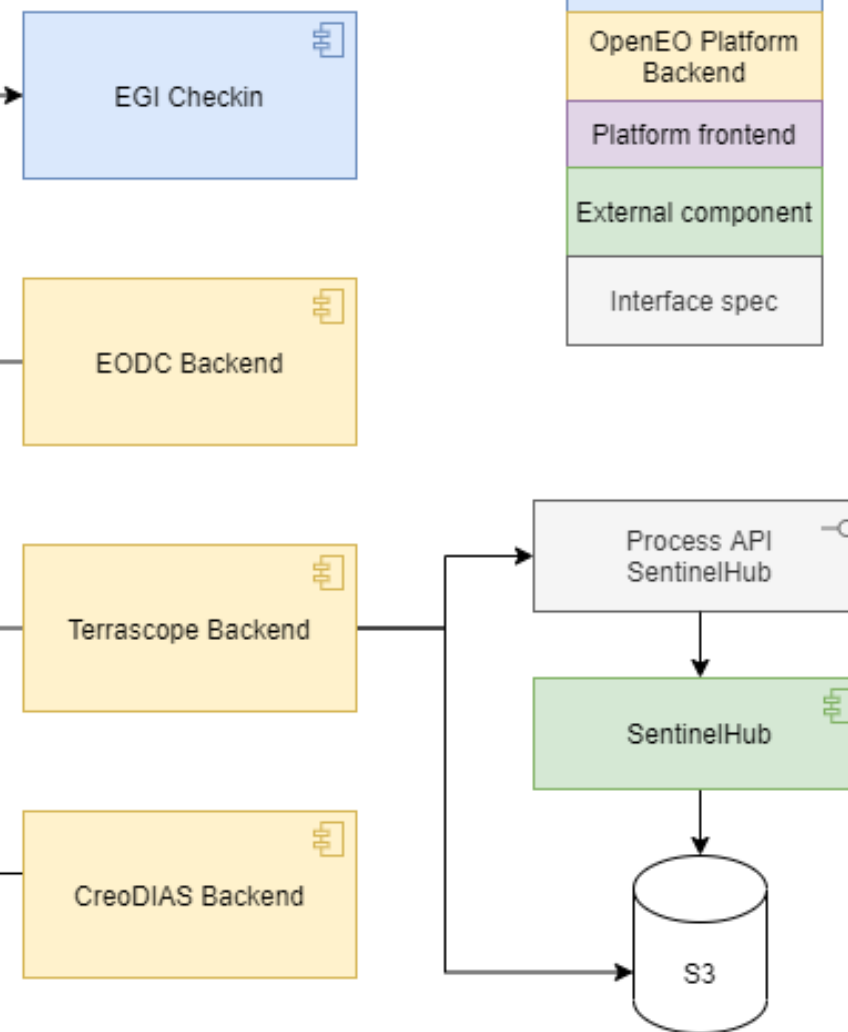 EGI Checkin
OpenEO Platform
Backend
Platform frontend
External component
Interface spec
EODC Backend
Process API
SentinelHub
Terrascope Backend
SentinelHub
CreoDIAS Backend
S3